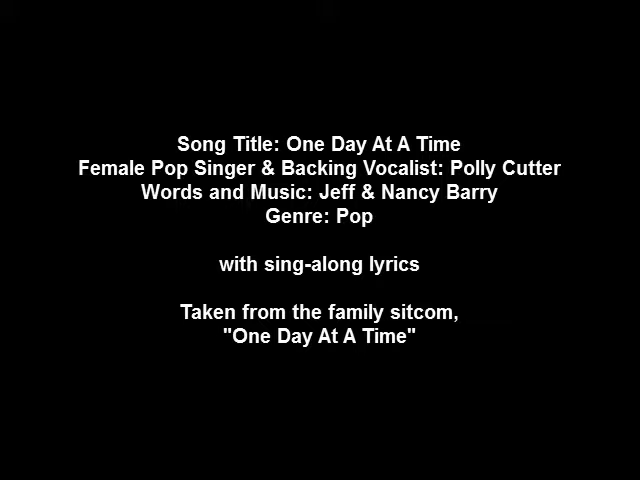 Song Title: One Day At A Time
Female Pop Singer & Backing Vocalist: Polly Cutter
Words and Music: Jeff & Nancy Barry
Genre: Pop
with sing-along lyrics
Taken from the family sitcom,
"One Day At A Time"